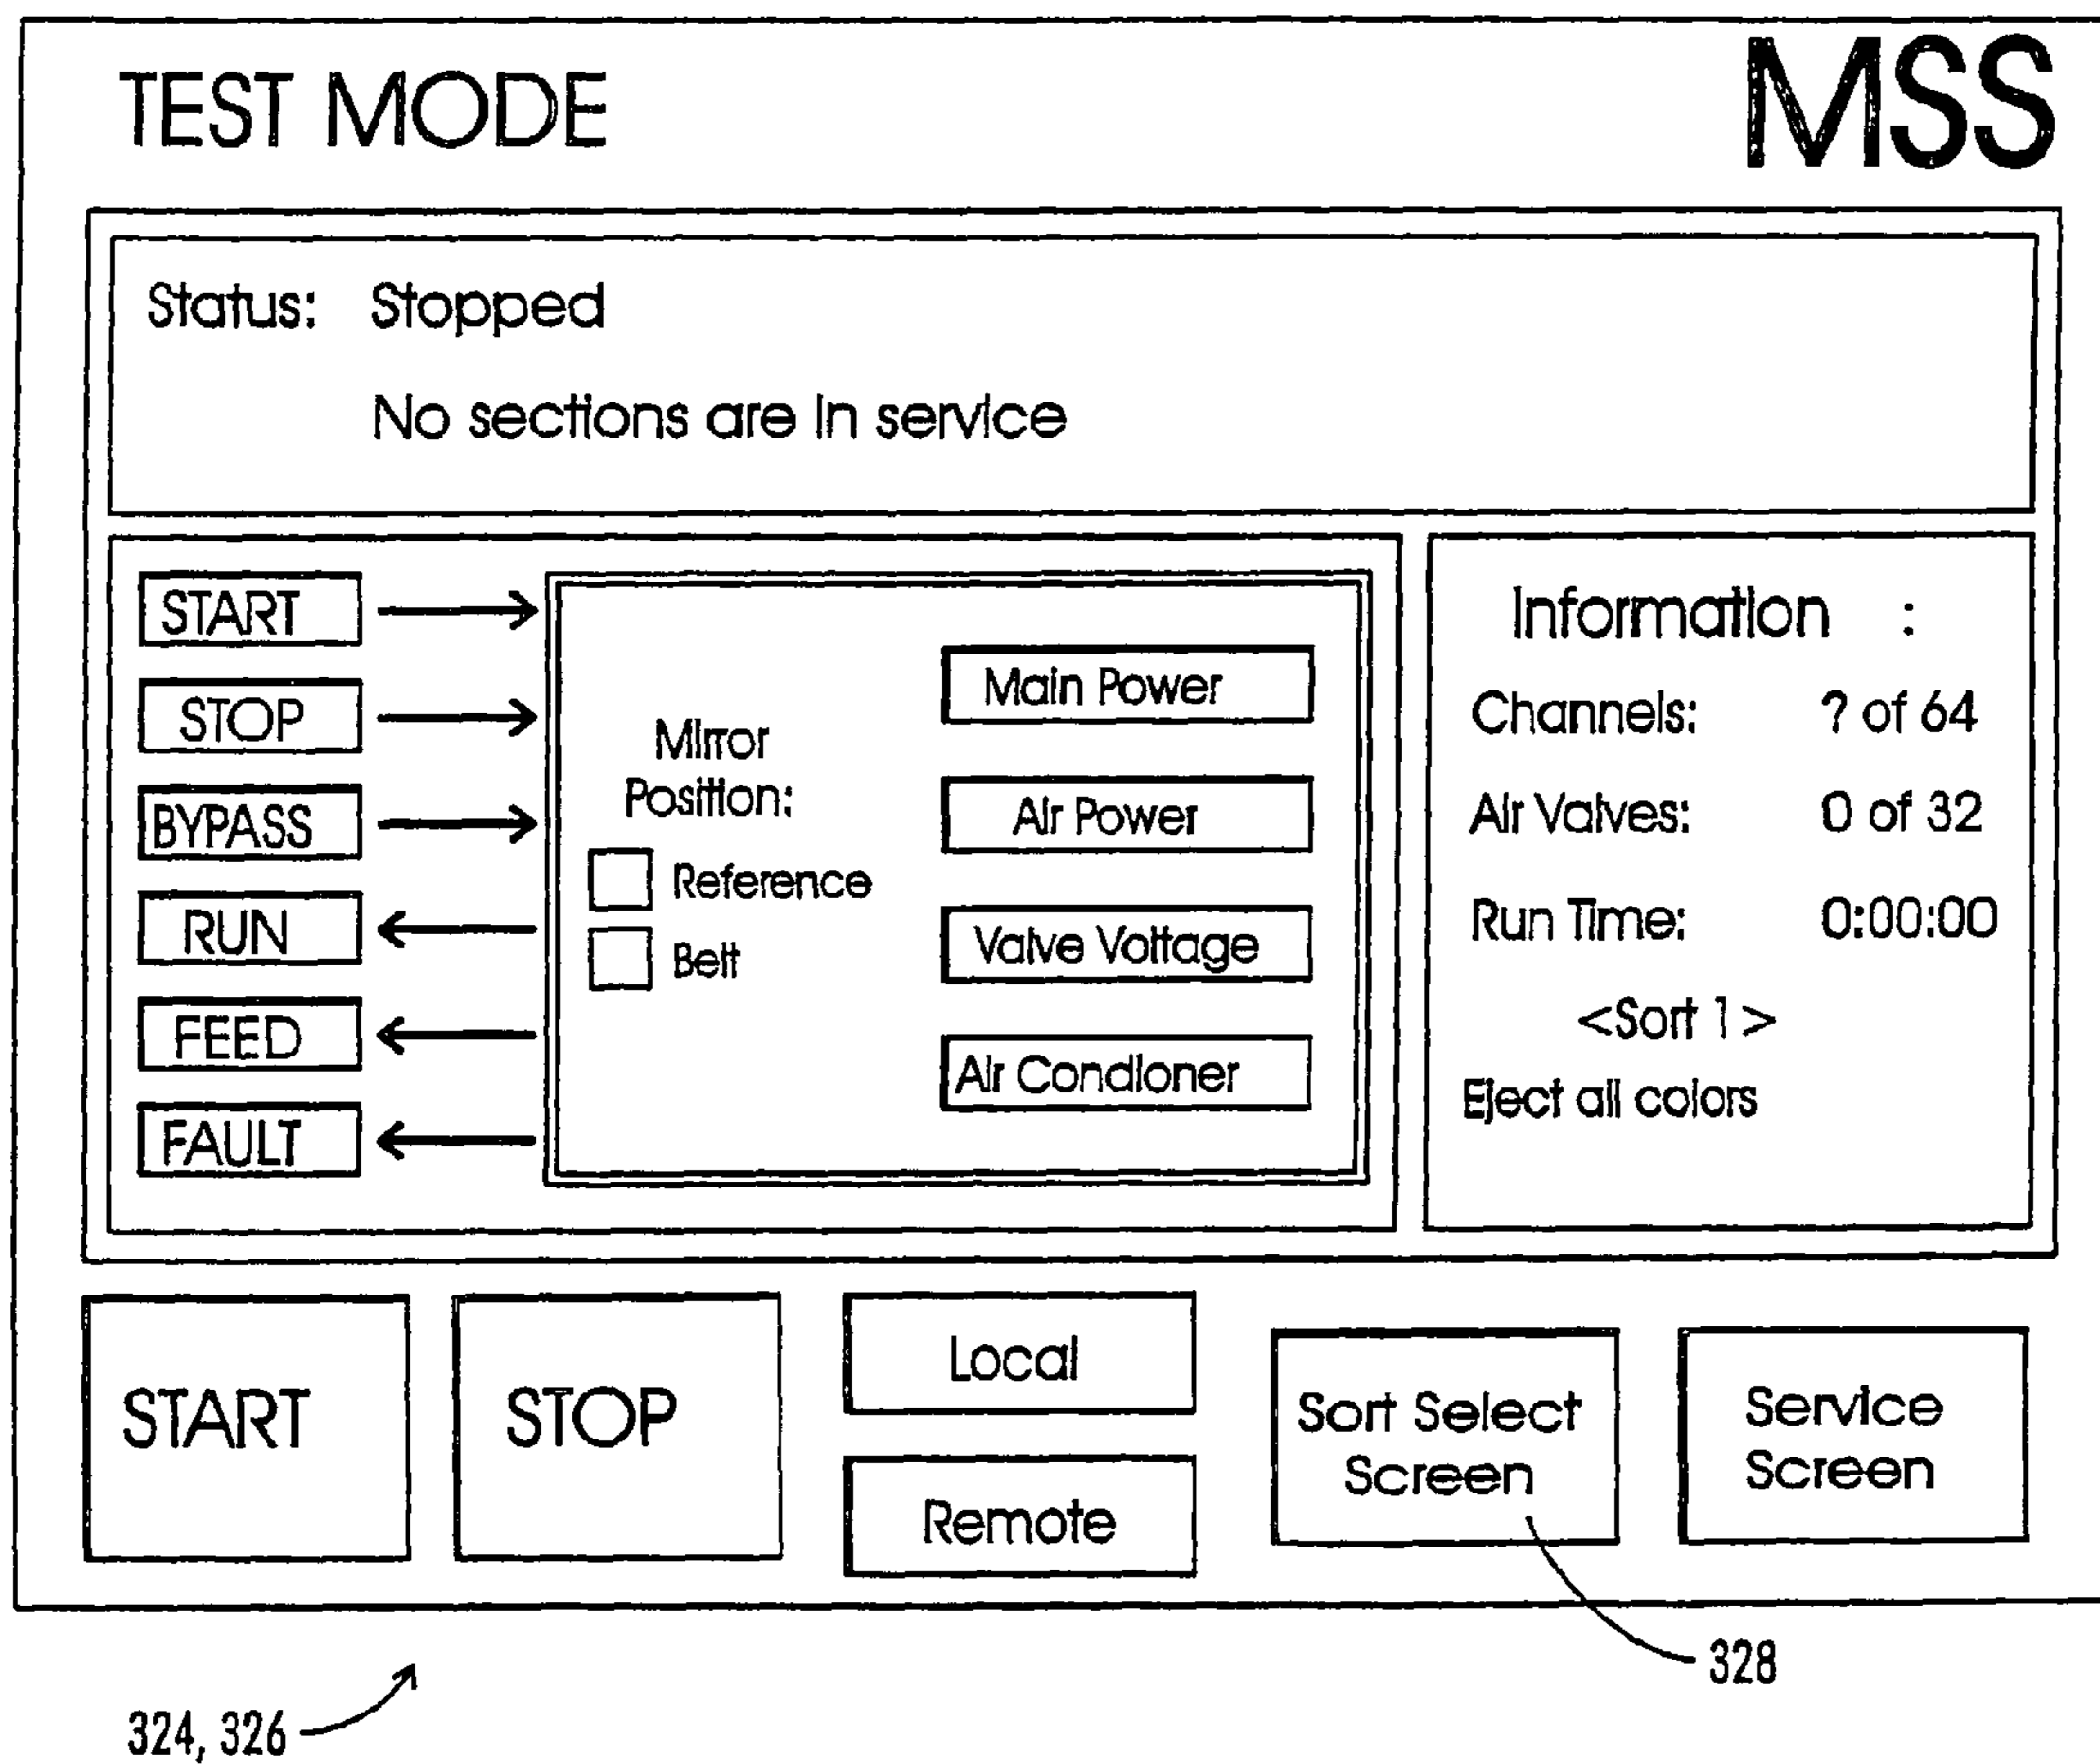 TEST MODE
MSS
Status: Stopped
No sections are in service
START
STOP
BYPASS
RUN
FEED
FAULT
Mirror
Position:
Reference
Belt
Main Power
Air Power
Valve Voltage
Air Condioner
Information :
Channels: ? of 64
Air Valves: 0 of 32
Run Time: 0:00:00
<Sort 1>
Eject all colors
START
STOP
Local
Remote
Sort Select
Screen
Service
Screen
328
324, 326